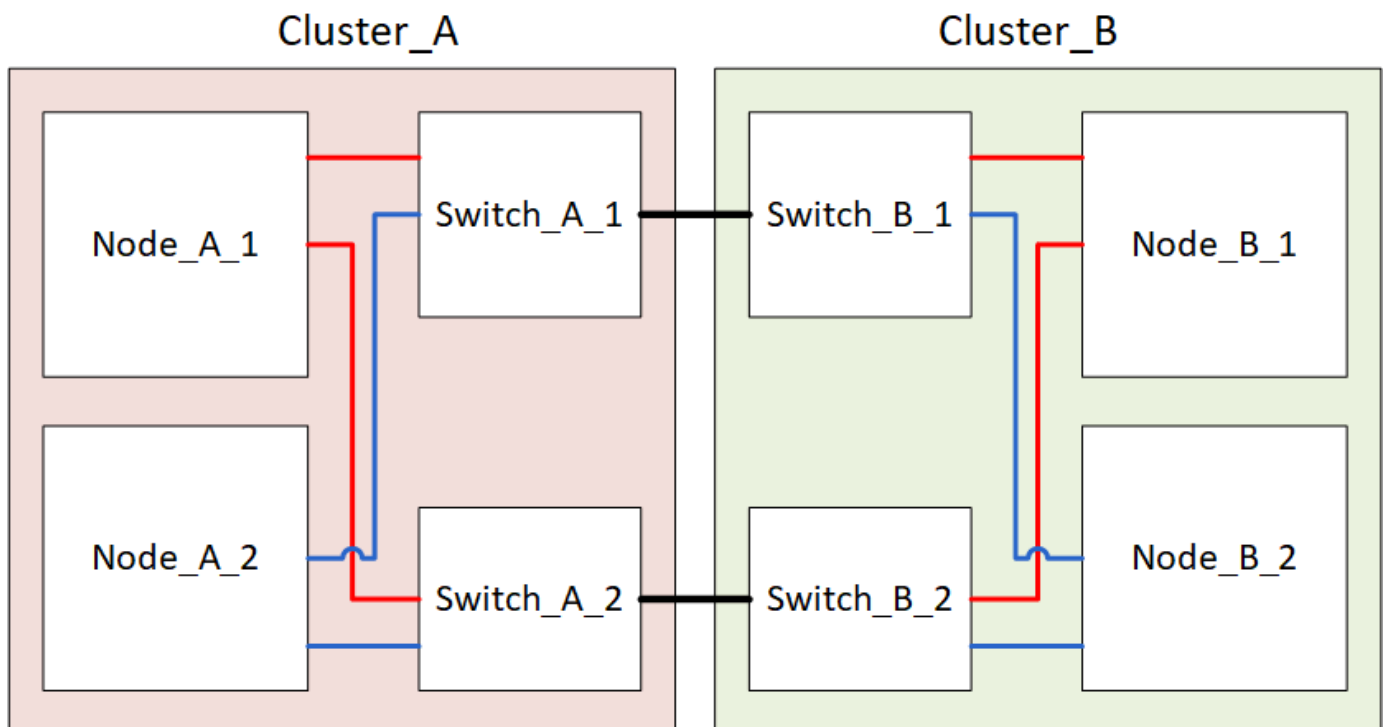 Cluster_A
Cluster_B
Node_A_1
Switch_A_1
Switch_B_1
Node_B_1
Node_A_2
Switch_A_2
Switch_B_2
Node_B_2